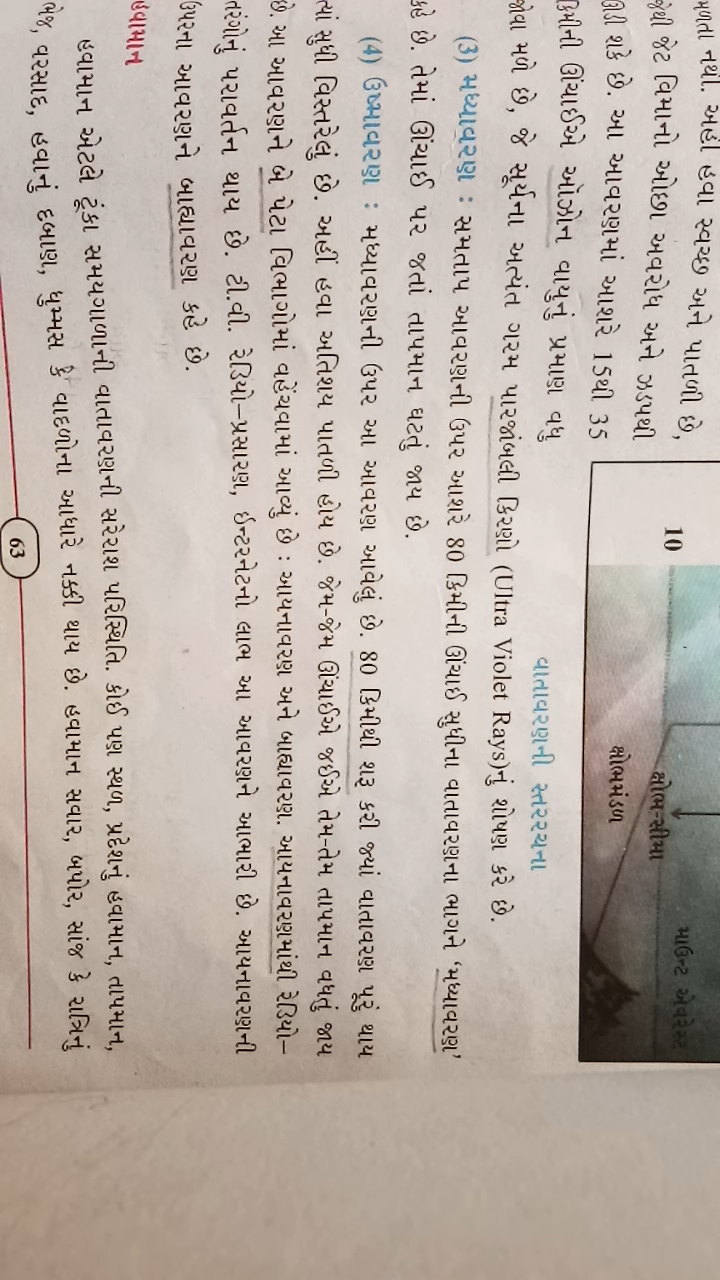 મળતા નથી. અહીં હવા સ્વચ્છ અને પાતળી છે,
જેથી જેટ વિમાનો ઓછા અવરોધ અને ઝડપથી
ઊડી શકે છે. આ આવરણમાં આશરે 15થી 35
કિમીની ઊંચાઈએ ઓઝોન વાયુનું પ્રમાણ વધુ
જોવા મળે છે, જે સૂર્યના અત્યંત ગરમ પારજાંબલી કિરણો (Ultra Violet Rays)નું શોષણ કરે છે.
10
ક્ષોભ-સીમા
ક્ષોભમંડળ
માઉન્ટ એવરેસ્ટ
વાતાવરણની સંરચના
(3) મધ્યાવરણ : સમતાપ આવરણની ઉપર આશરે 80 કિમીની ઊંચાઈ સુધીના વાતાવરણના ભાગને ‘મધ્યાવરણ’
કહે છે. તેમાં ઊંચાઈ પર જતાં તાપમાન ઘટતું જાય છે.
(4) ઉષ્માવરણ : મધ્યાવરણની ઉપર આ આવરણ આવેલું છે. 80 કિમીથી શરૂ કરી જ્યાં વાતાવરણ પૂરું થાય
ત્યાં સુધી વિસ્તરેલું છે. અહીં હવા અતિશય પાતળી હોય છે. જેમ-જેમ ઊંચાઈએ જઈએ તેમ-તેમ તાપમાન વધતું જાય
છે. આ આવરણને બે પેટા વિભાગોમાં વહેંચવામાં આવ્યું છે : આયનાવરણ અને બાહ્યાવરણ. આયનાવરણમાંથી રેડિયો-
તરંગોનું પરાવર્તન થાય છે. ટી.વી. રેડિયો-પ્રસારણ, ઈન્ટરનેટનો લાભ આ આવરણને આભારી છે. આયનાવરણની
ઉપરના આવરણને બાહ્યાવરણ કહે છે.
હવામાન
હવામાન એટલે ટૂંકા સમયગાળાની વાતાવરણની સરેરાશ પરિસ્થિતિ. કોઈ પણ સ્થળ, પ્રદેશનું હવામાન, તાપમાન,
ભેજ, વરસાદ, હવાનું દબાણ, ધુમ્મસ કે વાદળોના આધારે નક્કી થાય છે. હવામાન સવાર, બપોર, સાંજ કે રાત્રિનું
63